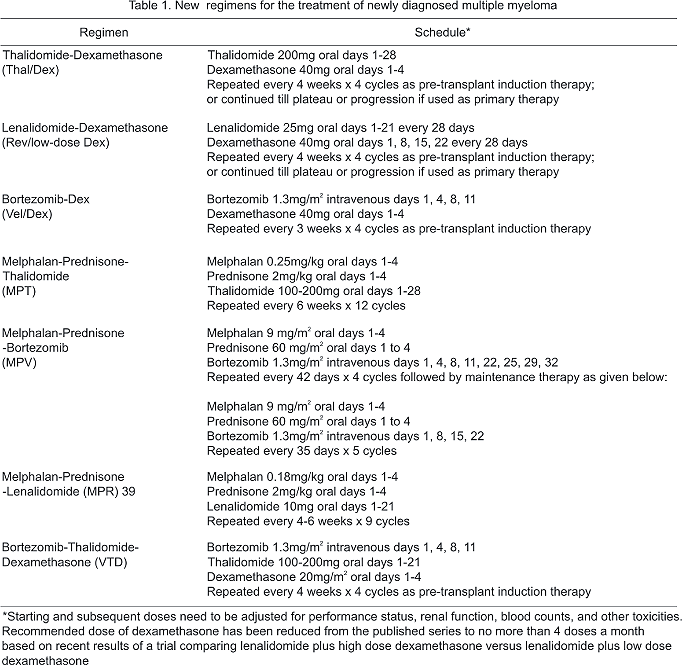 Table 1. New regimens for the treatment of newly diagnosed multiple myeloma
Regimen Schedule*
Thalidomide-Dexamethasone Thalidomide 200mg oral days 1-28
(Thal/Dex) Dexamethasone 40mg oral days 1-4
Repeated every 4 weeks x 4 cycles as pre-transplant induction therapy;
or continued till plateau or progression if used as primary therapy
Lenalidomide-Dexamethasone Lenalidomide 25mg oral days 1-21 every 28 days
(Rev/low-dose Dex) Dexamethasone 40mg oral days 1, 8, 15, 22 every 28 days
Repeated every 4 weeks x 4 cycles as pre-transplant induction therapy;
or continued till plateau or progression if used as primary therapy
Bortezomib-Dex Bortezomib 1.3mg/m² intravenous days 1, 4, 8, 11
(Vel/Dex) Dexamethasone 40mg oral days 1-4
Repeated every 3 weeks x 4 cycles as pre-transplant induction therapy
Melphalan-Prednisone- Melphalan 0.25mg/kg oral days 1-4
Thalidomide Prednisone 2mg/kg oral days 1-4
(MPT) Thalidomide 100-200mg oral days 1-28
Repeated every 6 weeks x 12 cycles
Melphalan-Prednisone Melphalan 9 mg/m² oral days 1-4
-Bortezomib Prednisone 60 mg/m² oral days 1 to 4
(MPV) Bortezomib 1.3mg/m² intravenous days 1, 4, 8, 11, 22, 25, 29, 32
Repeated every 42 days x 4 cycles followed by maintenance therapy as given below:
Melphalan 9 mg/m² oral days 1-4
Prednisone 60 mg/m² oral days 1 to 4
Bortezomib 1.3mg/m² intravenous days 1, 8, 15, 22
Repeated every 35 days x 5 cycles
Melphalan-Prednisone Melphalan 0.18mg/kg oral days 1-4
-Lenalidomide (MPR) 39 Prednisone 2mg/kg oral days 1-4
Lenalidomide 10mg oral days 1-21
Repeated every 4-6 weeks x 9 cycles
Bortezomib-Thalidomide- Bortezomib 1.3mg/m² intravenous days 1, 4, 8, 11
Dexamethasone (VTD) Thalidomide 100-200mg oral days 1-21
Dexamethasone 20mg/m² oral days 1-4
Repeated every 4 weeks x 4 cycles as pre-transplant induction therapy
*Starting and subsequent doses need to be adjusted for performance status, renal function, blood counts, and other toxicities.
Recommended dose of dexamethasone has been reduced from the published series to no more than 4 doses a month
based on recent results of a trial comparing lenalidomide plus high dose dexamethasone versus lenalidomide plus low dose
dexamethasone